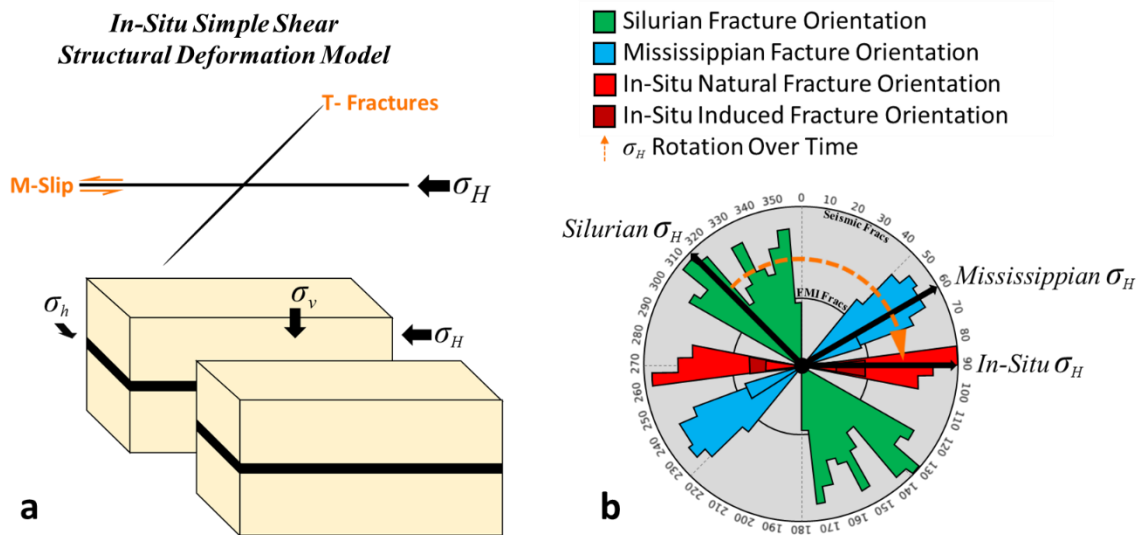 In-Situ Simple Shear
Structural Deformation Model
T- Fractures
M-Slip
σH
σh
σv
σH
a
Silurian Fracture Orientation
Mississippian Facture Orientation
In-Situ Natural Fracture Orientation
In-Situ Induced Fracture Orientation
σH Rotation Over Time
Silurian σH
Mississippian σH
In-Situ σH
Seismic Fracs
FMI Fracs
0
10
20
30
40
50
60
70
80
90
100
110
120
130
140
150
160
170
180
190
200
210
220
230
240
250
260
270
280
290
300
310
320
330
340
350
b